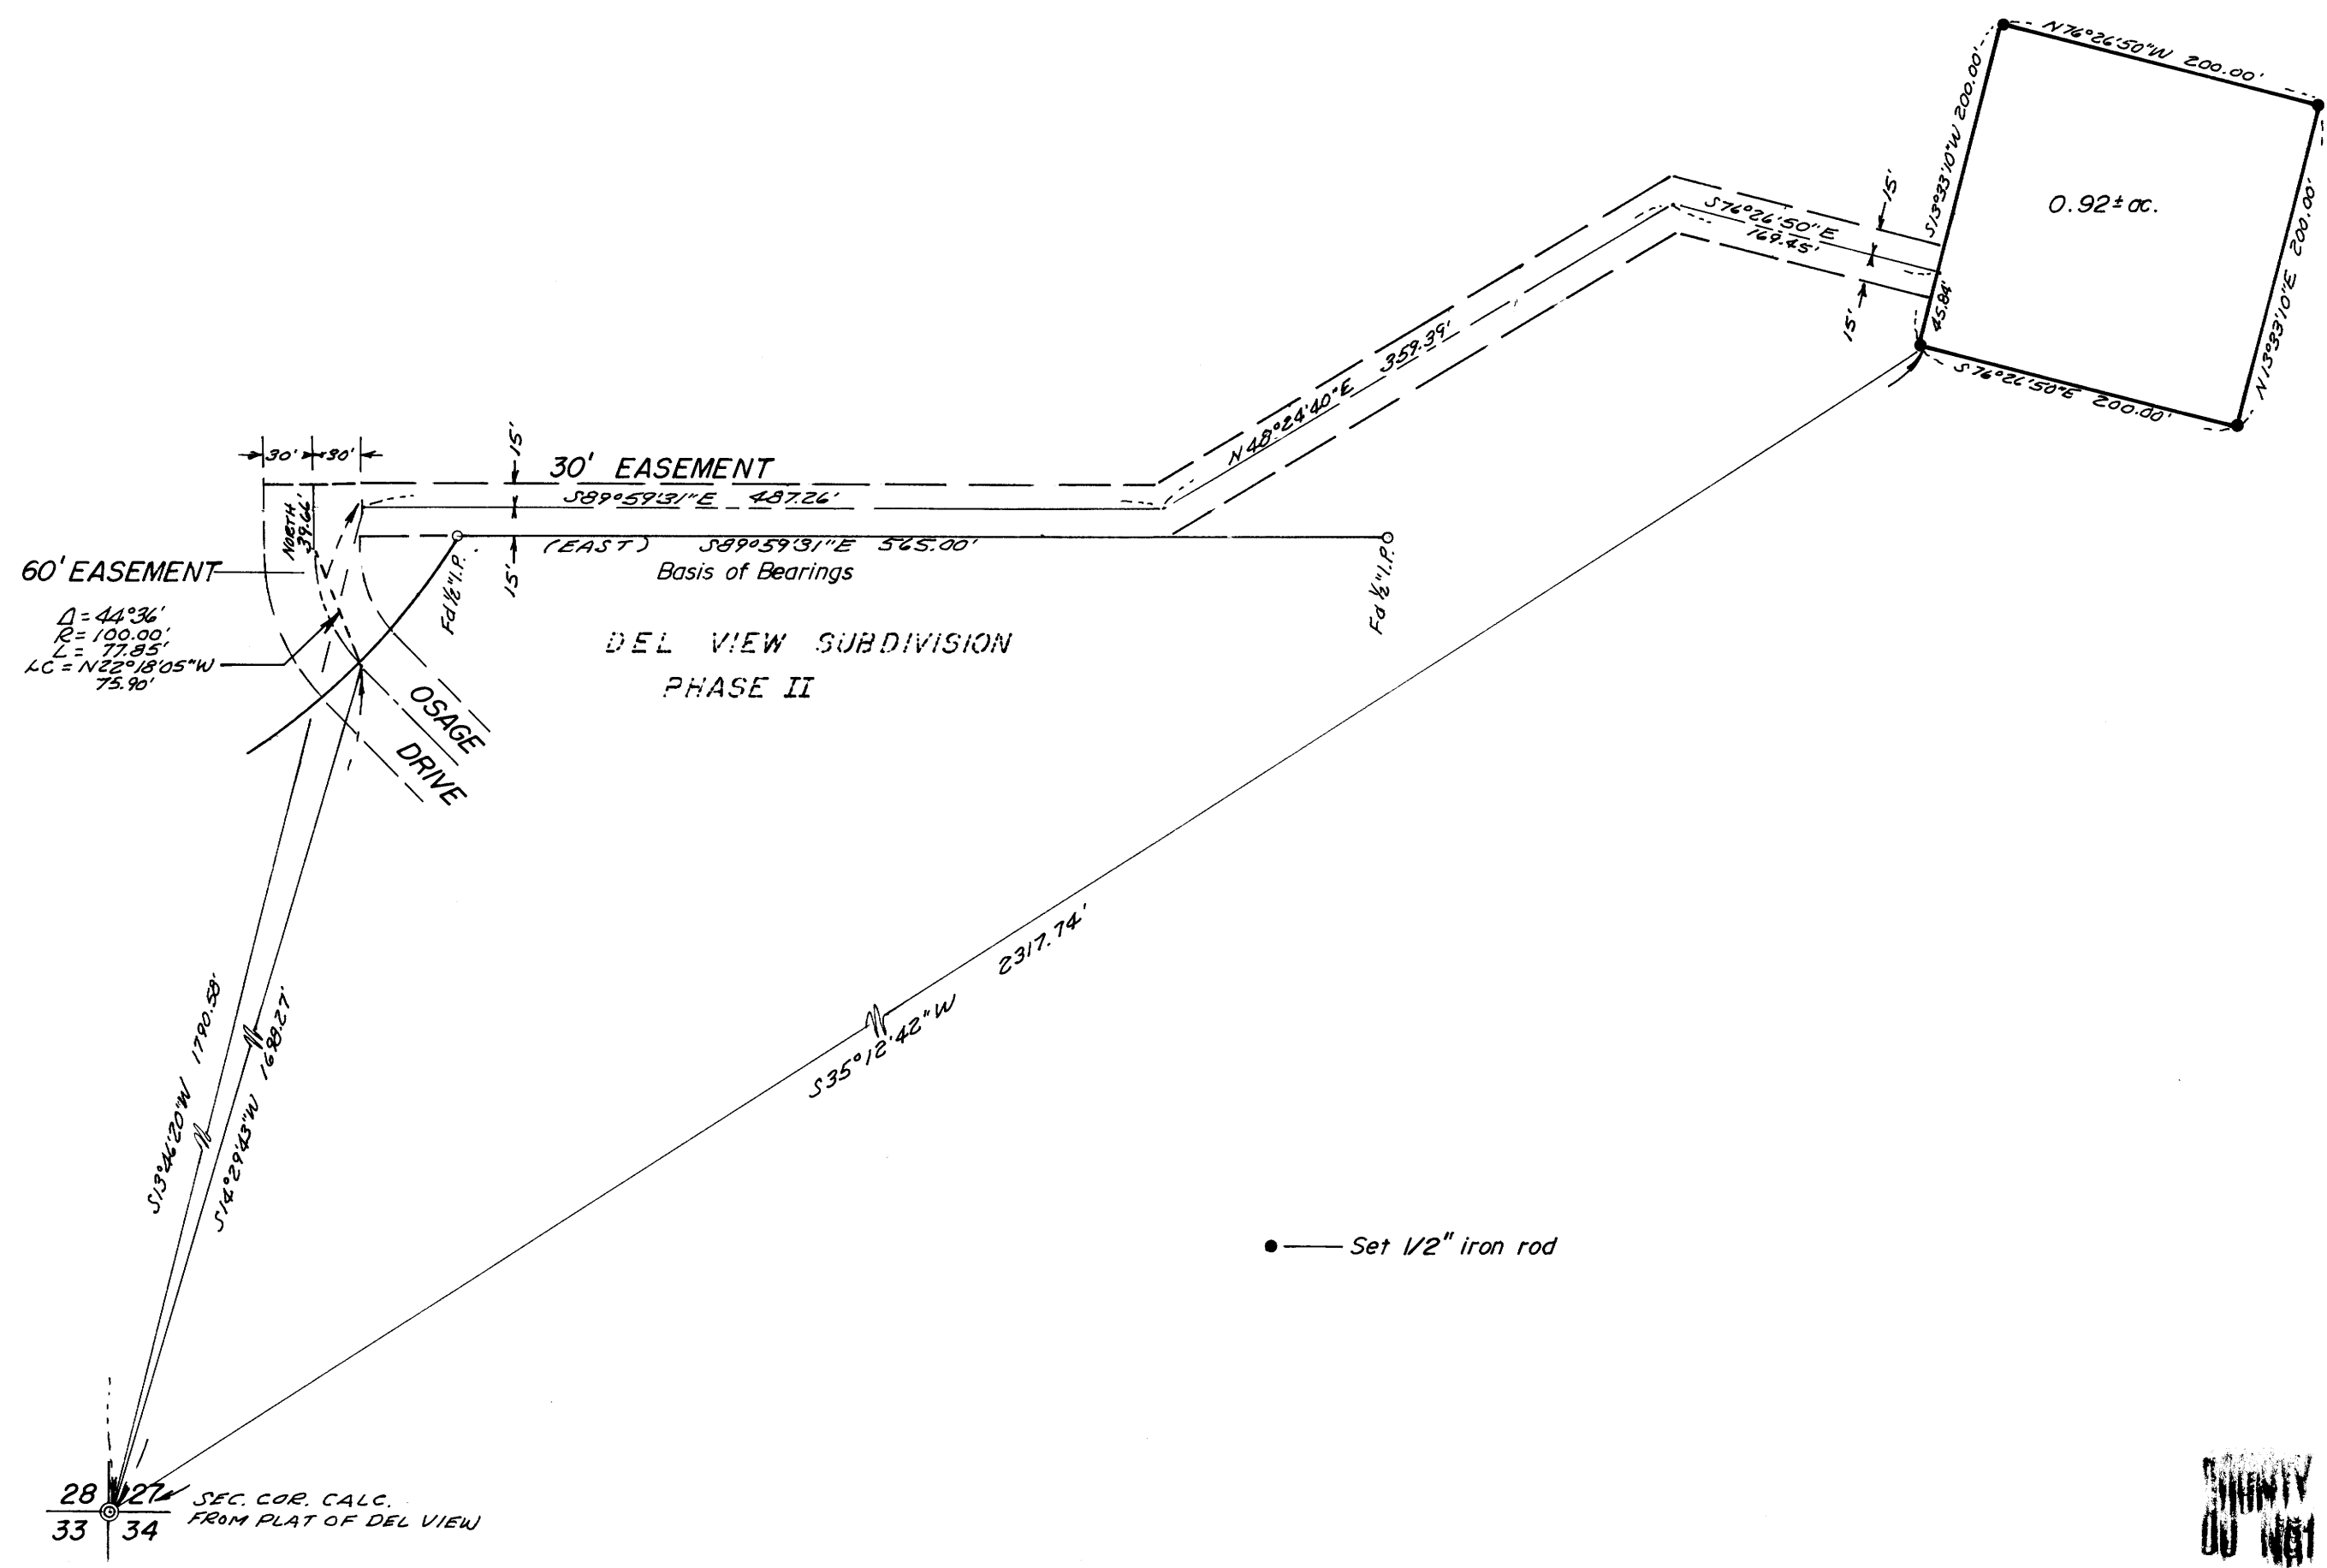 N76°26'50"W 200.00'
S13°33'10"W 200.00'
0.92± ac.
N13°33'10"E 200.00'
S76°26'50"E 200.00'
45.84'
15'
15'
S76°26'50"E
169.45'
N48°24'40"E 359.39'
30' 30'
15'
30' EASEMENT
S89°59'31"E 487.26'
NORTH
39.66'
(EAST) S89°59'31"E 565.00'
Basis of Bearings
15'
Fd ½" I.P.
Fd ½" I.P.
60' EASEMENT
Δ = 44°36'
R = 100.00'
L = 77.85'
LC = N22°18'05"W
75.90'
DEL VIEW SUBDIVISION
PHASE II
OSAGE
DRIVE
S13°46'20"W 1790.58'
S14°29'43"W 1698.27'
S35°12'42"W 2317.74'
Set 1/2" iron rod
28 27
33 34
SEC. COR. CALC.
FROM PLAT OF DEL VIEW